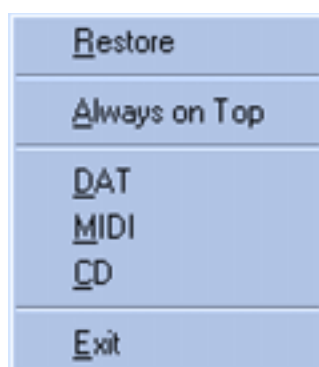 Restore
Always on Top
DAT
MIDI
CD
Exit